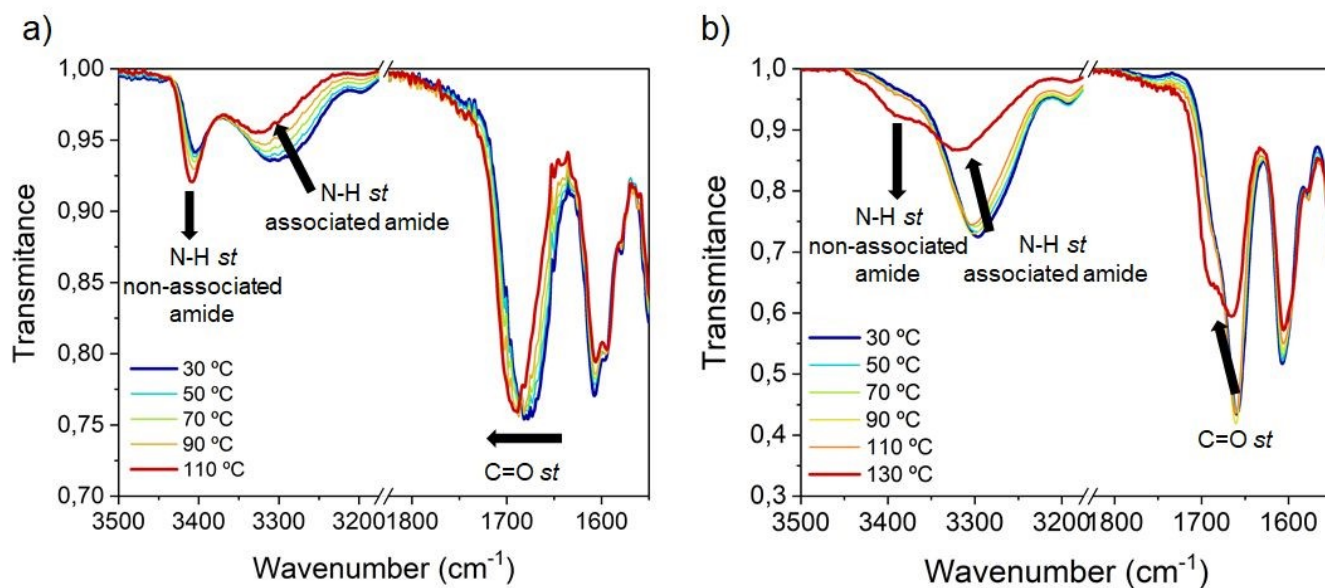 a)
1,00
0,95
0,90
0,85
0,80
0,75
0,70
Transmitance
N-H st
non-associated
amide
N-H st
associated amide
C=O st
30 ºC
50 ºC
70 ºC
90 ºC
110 ºC
3500
3400
3300
3200
1800
1700
1600
Wavenumber (cm-1)
b)
1,0
0,9
0,8
0,7
0,6
0,5
0,4
0,3
Transmitance
N-H st
non-associated
amide
N-H st
associated amide
C=O st
30 ºC
50 ºC
70 ºC
90 ºC
110 ºC
130 ºC
3500
3400
3300
3200
1800
1700
1600
Wavenumber (cm-1)